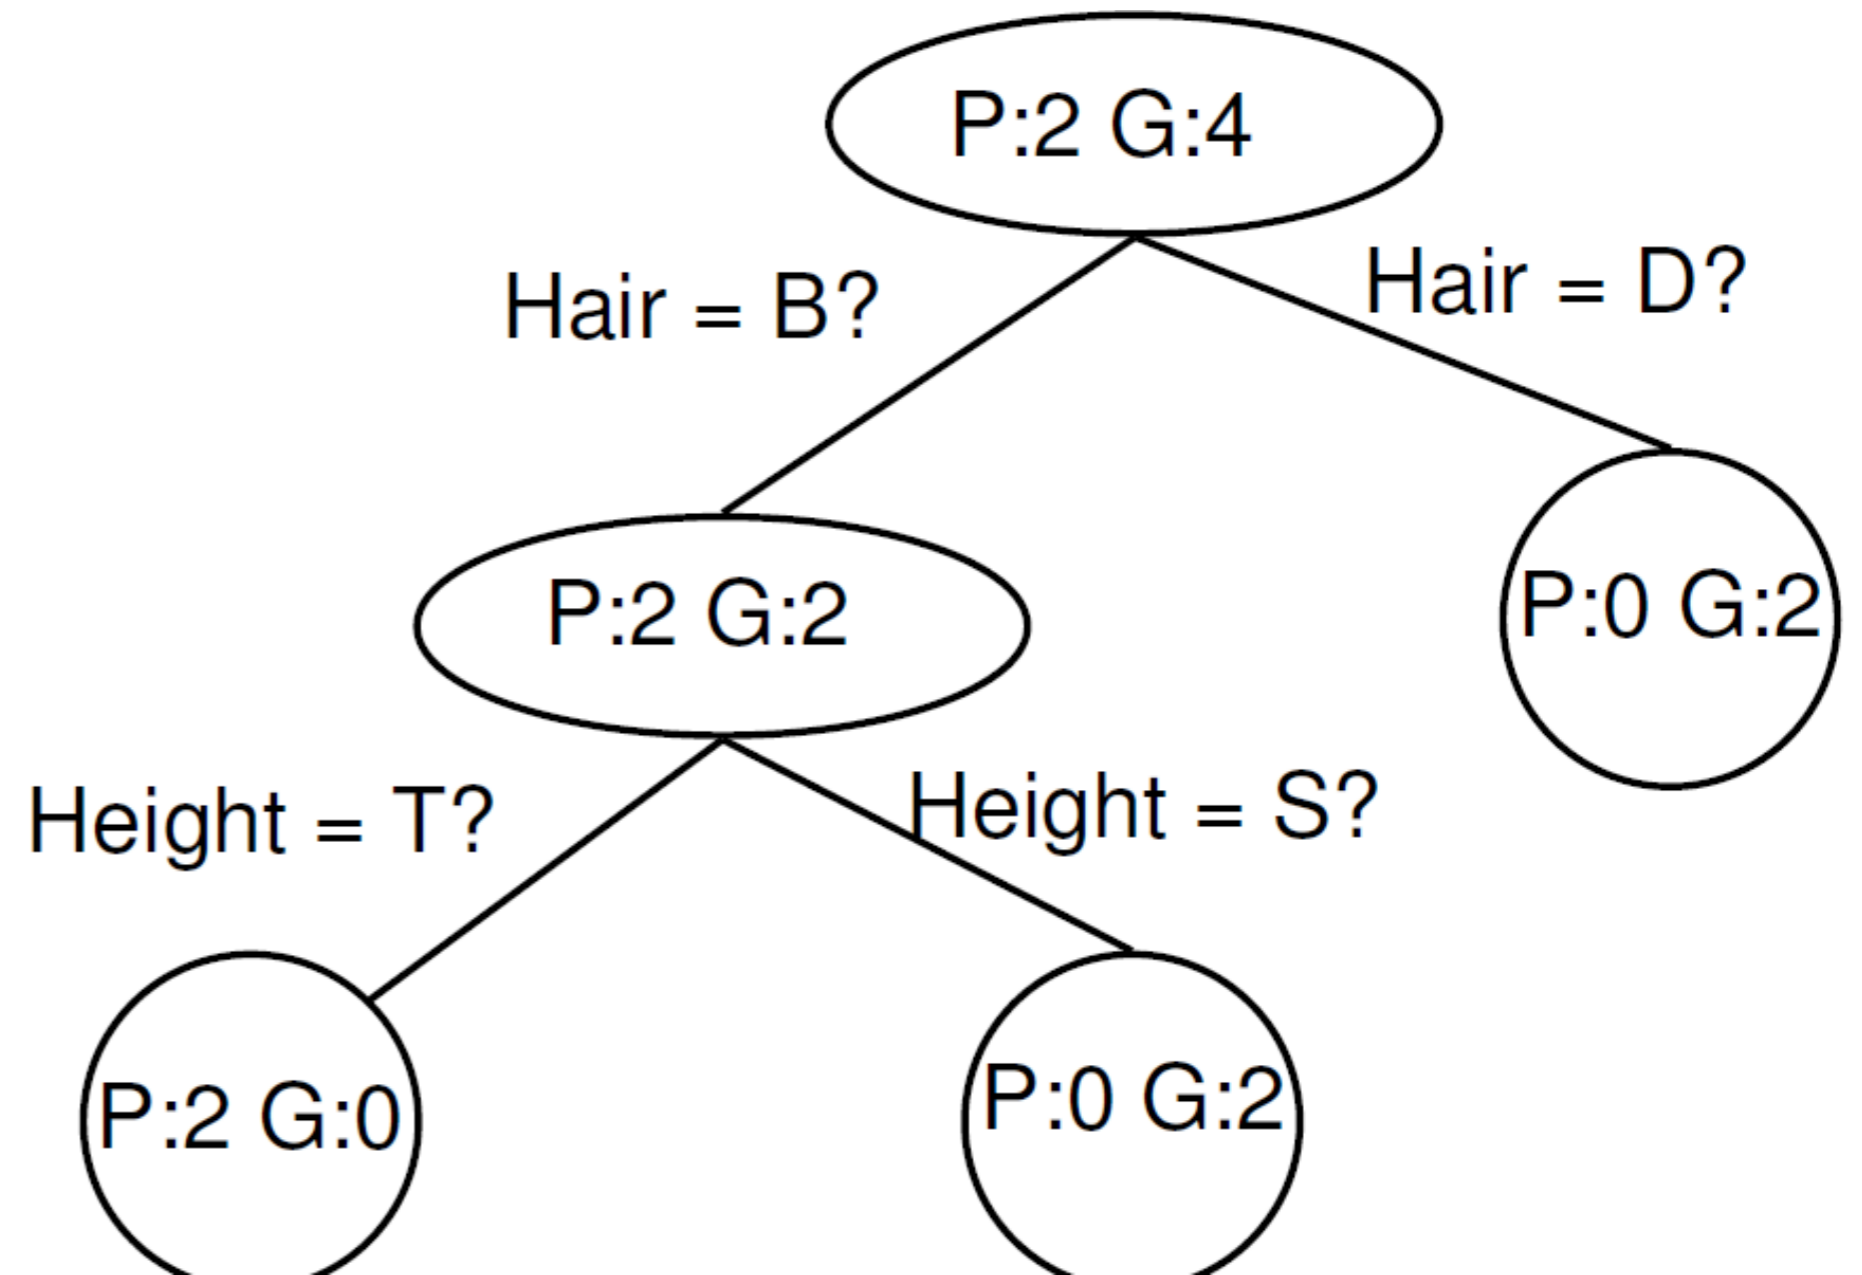 P:2 G:4
Hair = B?
Hair = D?
P:2 G:2
P:0 G:2
Height = T?
Height = S?
P:2 G:0
P:0 G:2